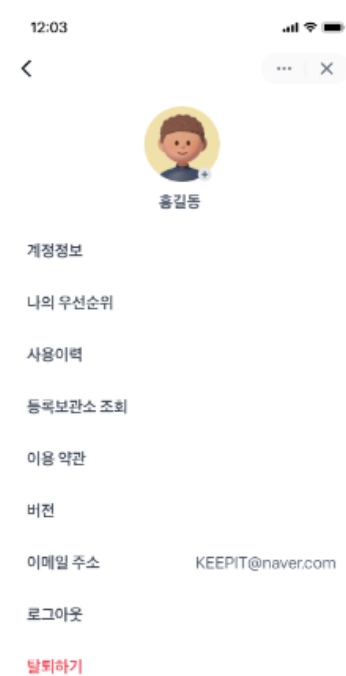 12:03
홍길동
계정정보
나의 우선순위
사용이력
등록보관소 조회
이용 약관
버젼
이메일 주소 KEEPIT@naver.com
로그아웃
탈퇴하기